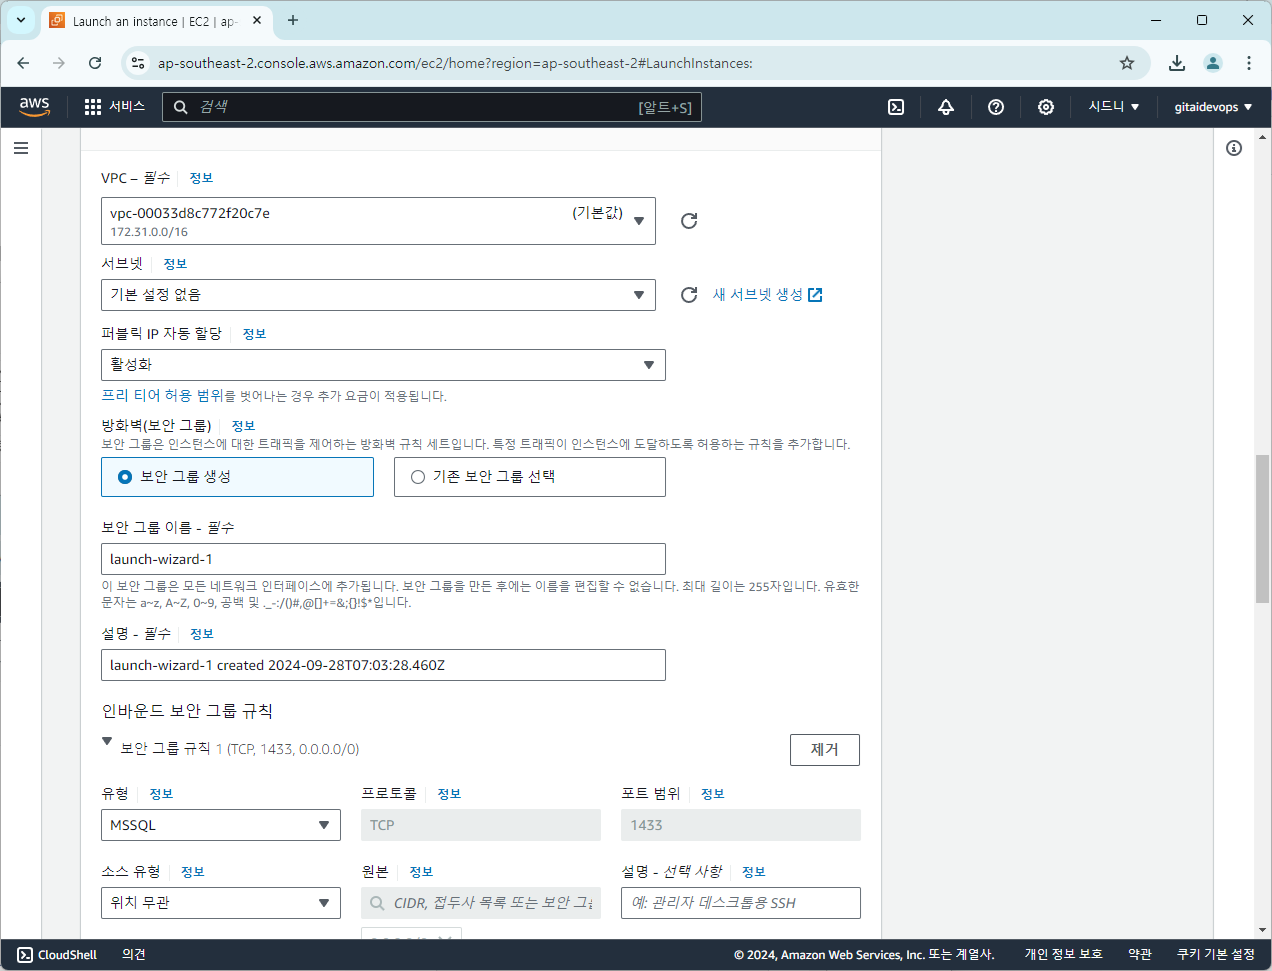 Launch an instance | EC2 | ap-
ap-southeast-2.console.aws.amazon.com/ec2/home?region=ap-southeast-2#LaunchInstances:
aws
서비스
검색
[알트+S]
시드니
gitaidevops
VPC – 필수
정보
vpc-00033d8c772f20c7e
(기본값)
172.31.0.0/16
서브넷
정보
기본 설정 없음
새 서브넷 생성
퍼블릭 IP 자동 할당
정보
활성화
프리 티어 허용 범위를 벗어나는 경우 추가 요금이 적용됩니다.
방화벽(보안 그룹)
정보
보안 그룹은 인스턴스에 대한 트래픽을 제어하는 방화벽 규칙 세트입니다. 특정 트래픽이 인스턴스에 도달하도록 허용하는 규칙을 추가합니다.
보안 그룹 생성
기존 보안 그룹 선택
보안 그룹 이름 - 필수
launch-wizard-1
이 보안 그룹은 모든 네트워크 인터페이스에 추가됩니다. 보안 그룹을 만든 후에는 이름을 편집할 수 없습니다. 최대 길이는 255자입니다. 유효한
문자는 a~z, A~Z, 0~9, 공백 및 ._-:/()#,@[]+=&;{}!$*입니다.
설명 - 필수
정보
launch-wizard-1 created 2024-09-28T07:03:28.460Z
인바운드 보안 그룹 규칙
보안 그룹 규칙 1 (TCP, 1433, 0.0.0.0/0)
제거
유형
정보
프로토콜
정보
포트 범위
정보
MSSQL
TCP
1433
소스 유형
정보
원본
정보
설명 - 선택 사항
정보
위치 무관
CIDR, 접두사 목록 또는 보안
예: 관리자 데스크톱용 SSH
CloudShell
의견
© 2024, Amazon Web Services, Inc. 또는 계열사.
개인 정보 보호
약관
쿠키 기본 설정